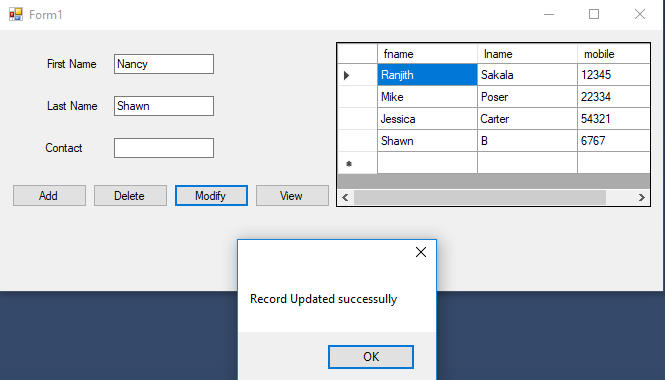 Form1
First Name Nancy
Last Name Shawn
Contact
Add Delete Modify View
fname lname mobile
Ranjith Sakala 12345
Mike Poser 22334
Jessica Carter 54321
Shawn B 6767
Record Updated successully
OK